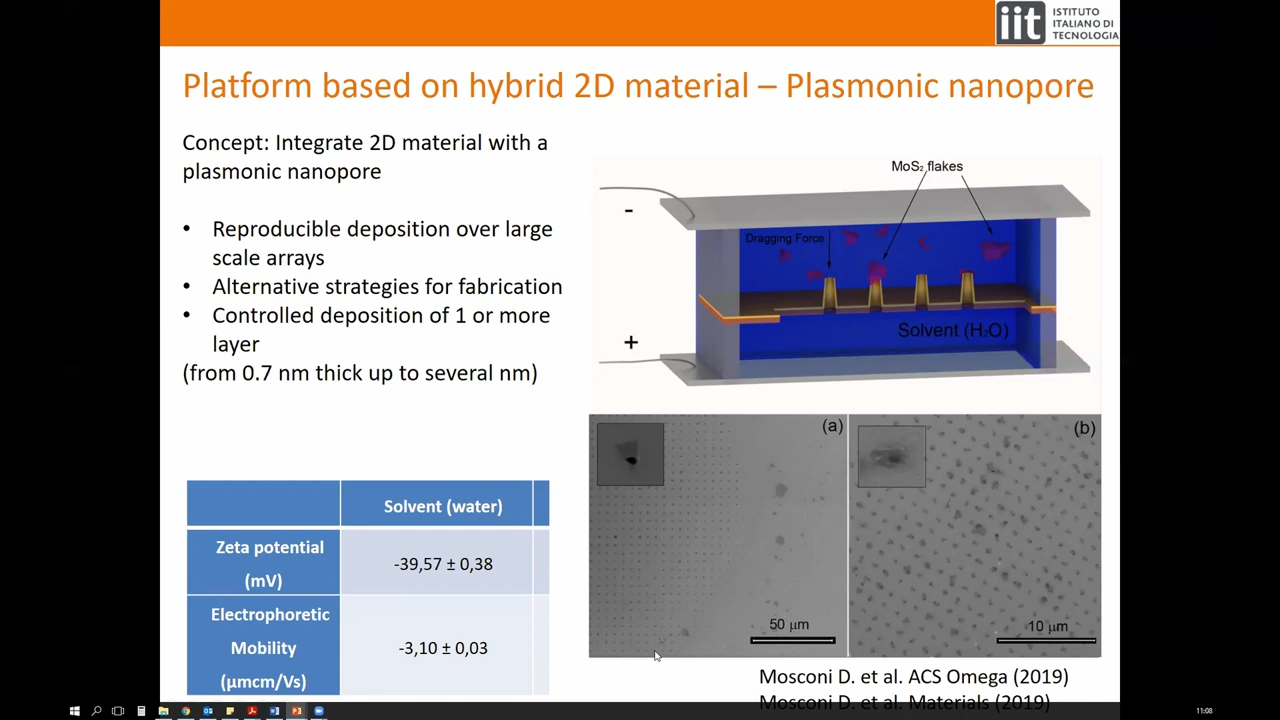 iit
ISTITUTO
ITALIANO DI
TECNOLOGIA
Platform based on hybrid 2D material – Plasmonic nanopore
Concept: Integrate 2D material with a
plasmonic nanopore
• Reproducible deposition over large
scale arrays
• Alternative strategies for fabrication
• Controlled deposition of 1 or more
layer
(from 0.7 nm thick up to several nm)
MoS₂ flakes
-
Dragging Force
+
Solvent (H₂O)
(a)
50 µm
(b)
10 µm
Solvent (water)
Zeta potential
(mV)
-39,57 ± 0,38
Electrophoretic
Mobility
(µmcm/Vs)
-3,10 ± 0,03
Mosconi D. et al. ACS Omega (2019)
Mosconi D. et al. Materials (2019)
11:08